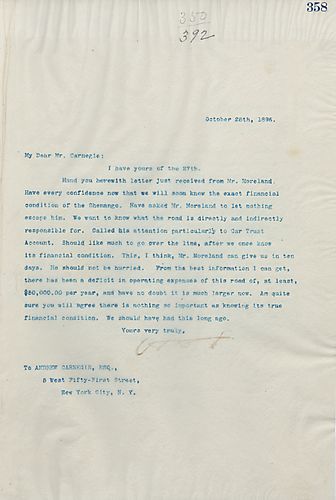 358
350
392
October 28th, 1896.
My Dear Mr. Carnegie:
I have yours of the 27th.
Hand you herewith letter just received from Mr. Moreland.
Have every confidence now that we will soon know the exact financial
condition of the Shenango. Have asked Mr. Moreland to let nothing
escape him. We want to know what the road is directly and indirectly
responsible for. Called his attention particularly to Car Trust
Account. Should like much to go over the line, after we once know
its financial condition. This, I think, Mr. Moreland can give us in ten
days. He should not be hurried. From the best information I can get,
there has been a deficit in operating expenses of this road of, at least,
$50,000.00 per year, and have no doubt it is much larger now. Am quite
sure you will agree there is nothing so important as knowing its true
financial condition. We should have had this long ago.
Yours very truly,
To ANDREW CARNEGIE, ESQ.,
5 West Fifty-First Street,
New York City, N. Y.